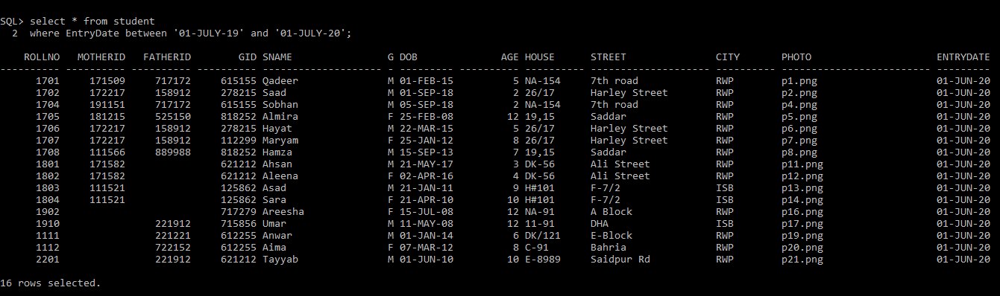 SQL> select * from student
  2  where EntryDate between '01-JULY-19' and '01-JULY-20';
    ROLLNO   MOTHERID   FATHERID        GID SNAME                G DOB              AGE HOUSE      STREET               CITY       PHOTO                     ENTRYDATE
---------- ---------- ---------- ---------- -------------------- - --------- ---------- ---------- -------------------- ---------- ------------------------- ---------
      1701     171509     717172     615155 Qadeer               M 01-FEB-15          5 NA-154     7th road             RWP        p1.png                    01-JUN-20
      1702     172217     158912     278215 Saad                 M 01-SEP-18          2 26/17      Harley Street        RWP        p2.png                    01-JUN-20
      1704     191151     717172     615155 Sobhan               M 05-SEP-18          2 NA-154     7th road             RWP        p4.png                    01-JUN-20
      1705     181215     525150     818252 Almira               F 25-FEB-08         12 19,15      Saddar               RWP        p5.png                    01-JUN-20
      1706     172217     158912     278215 Hayat                M 22-MAR-15          5 26/17      Harley Street        RWP        p6.png                    01-JUN-20
      1707     172217     158912     112299 Maryam               F 25-JAN-12          8 26/17      Harley Street        RWP        p7.png                    01-JUN-20
      1708     111566     889988     818252 Hamza                M 15-SEP-13          7 19,15      Saddar               RWP        p8.png                    01-JUN-20
      1801     171582                621212 Ahsan                M 21-MAY-17          3 DK-56      Ali Street           RWP        p11.png                   01-JUN-20
      1802     171582                621212 Aleena               F 02-APR-16          4 DK-56      Ali Street           RWP        p12.png                   01-JUN-20
      1803     111521                125862 Asad                 M 21-JAN-11          9 H#101      F-7/2                ISB        p13.png                   01-JUN-20
      1804     111521                125862 Sara                 F 21-APR-10         10 H#101      F-7/2                ISB        p14.png                   01-JUN-20
      1902                           717279 Areesha              F 15-JUL-08         12 NA-91      A Block              RWP        p16.png                   01-JUN-20
      1910                221912     715856 Umar                 M 11-MAY-08         12 11-91      DHA                  ISB        p17.png                   01-JUN-20
      1111                221221     612255 Anwar                M 01-JAN-14          6 DK/121     E-Block              RWP        p19.png                   01-JUN-20
      1112                722152     612255 Aima                 F 07-MAR-12          8 C-91       Bahria               RWP        p20.png                   01-JUN-20
      2201                221912     621212 Tayyab               M 01-JUN-10         10 E-8989     Saidpur Rd           RWP        p21.png                   01-JUN-20
16 rows selected.